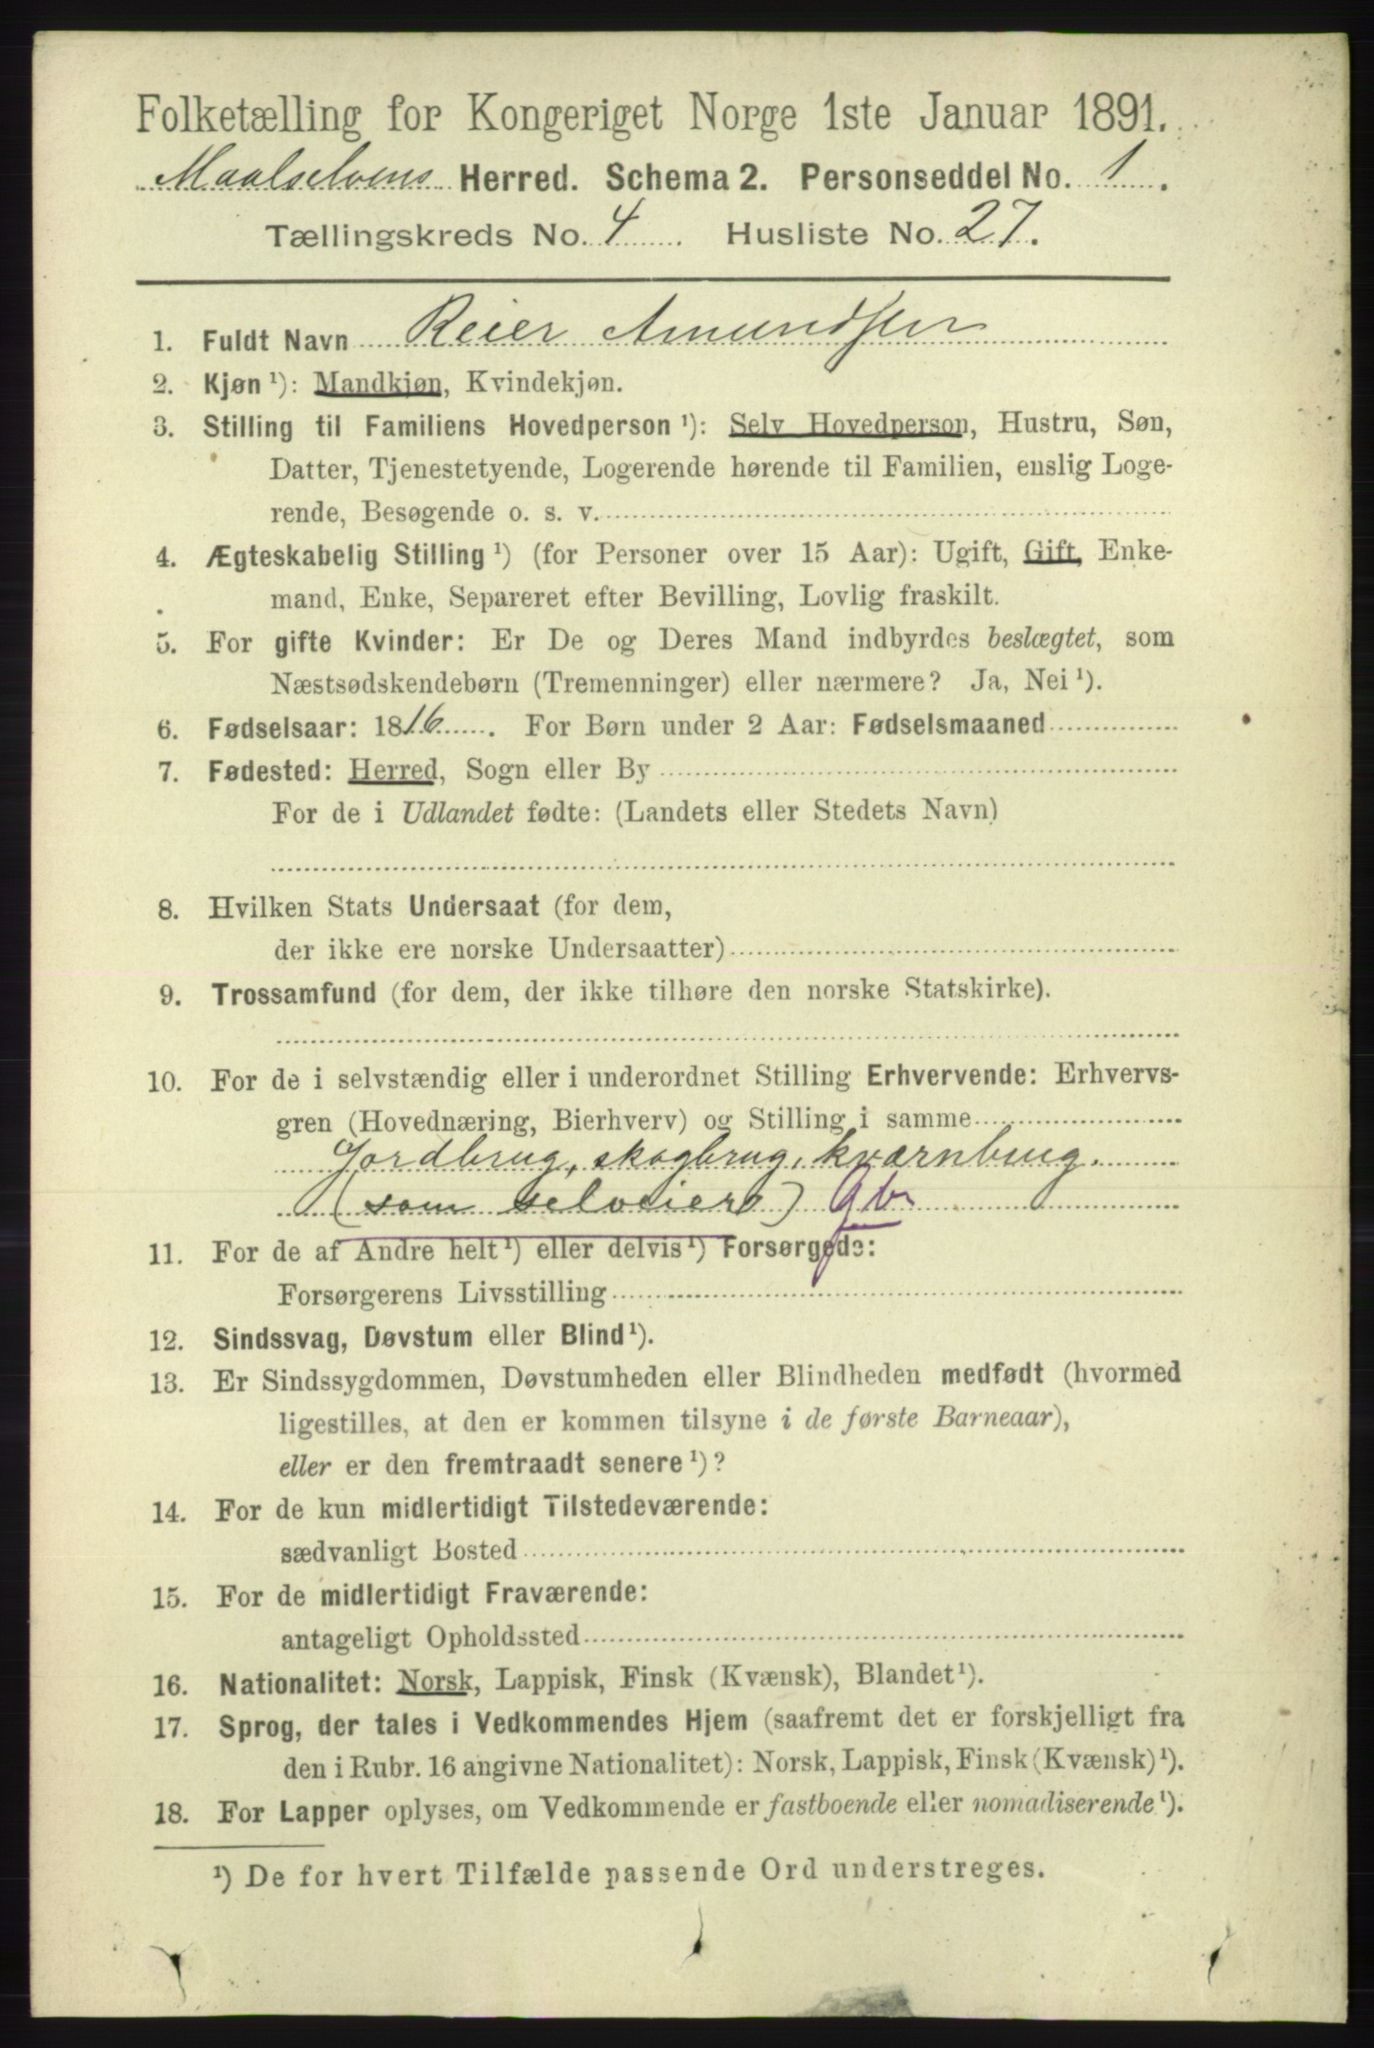 Folketælling for Kongeriget Norge 1ste Januar 1891.
Maalselvens Herred. Schema 2. Personseddel No. 1.
Tællingskreds No. 4 Husliste No. 27.
1. Fuldt Navn Reier Amundsen
2. Kjøn ¹): Mandkjøn, Kvindekjøn.
3. Stilling til Familiens Hovedperson ¹): Selv Hovedperson, Hustru, Søn,
Datter, Tjenestetyende, Logerende hørende til Familien, enslig Loge-
rende, Besøgende o. s. v.
4. Ægteskabelig Stilling ¹) (for Personer over 15 Aar): Ugift, Gift, Enke-
mand, Enke, Separeret efter Bevilling, Lovlig fraskilt.
5. For gifte Kvinder: Er De og Deres Mand indbyrdes beslægtet, som
Næstsødskendebørn (Tremenninger) eller nærmere? Ja, Nei ¹).
6. Fødselsaar: 1816. For Børn under 2 Aar: Fødselsmaaned
7. Fødested: Herred, Sogn eller By
For de i Udlandet fødte: (Landets eller Stedets Navn)
8. Hvilken Stats Undersaat (for dem,
der ikke ere norske Undersaatter)
9. Trossamfund (for dem, der ikke tilhøre den norske Statskirke).
10. For de i selvstændig eller i underordnet Stilling Erhvervende: Erhvervs-
gren (Hovednæring, Bierhverv) og Stilling i samme
Jordbrug, skogbrug, kværnbrug.
(som selveier) Gb
11. For de af Andre helt ¹) eller delvis ¹) Forsørgede:
Forsørgerens Livsstilling
12. Sindssvag, Døvstum eller Blind ¹).
13. Er Sindssygdommen, Døvstumheden eller Blindheden medfødt (hvormed
ligestilles, at den er kommen tilsyne i de første Barneaar),
eller er den fremtraadt senere ¹)?
14. For de kun midlertidigt Tilstedeværende:
sædvanligt Bosted
15. For de midlertidigt Fraværende:
antageligt Opholdssted
16. Nationalitet: Norsk, Lappisk, Finsk (Kvænsk), Blandet ¹).
17. Sprog, der tales i Vedkommendes Hjem (saafremt det er forskjelligt fra
den i Rubr. 16 angivne Nationalitet): Norsk, Lappisk, Finsk (Kvænsk) ¹).
18. For Lapper oplyses, om Vedkommende er fastboende eller nomadiserende ¹).
¹) De for hvert Tilfælde passende Ord understreges.